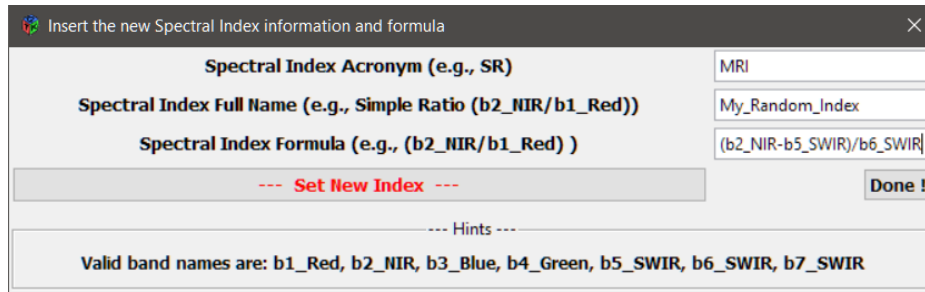 Insert the new Spectral Index information and formula
Spectral Index Acronym (e.g., SR) MRI
Spectral Index Full Name (e.g., Simple Ratio (b2_NIR/b1_Red)) My_Random_Index
Spectral Index Formula (e.g., (b2_NIR/b1_Red) ) (b2_NIR-b5_SWIR)/b6_SWIR
--- Set New Index --- Done !
--- Hints ---
Valid band names are: b1_Red, b2_NIR, b3_Blue, b4_Green, b5_SWIR, b6_SWIR, b7_SWIR